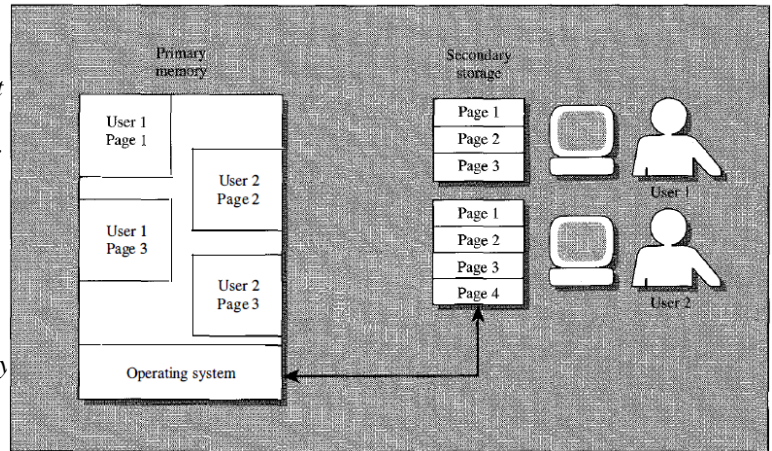 Primary
memory
User 1
Page 1
User 2
Page 2
User 1
Page 3
User 2
Page 3
Operating system
Secondary
storage
Page 1
Page 2
Page 3
User 1
Page 1
Page 2
Page 3
Page 4
User 2